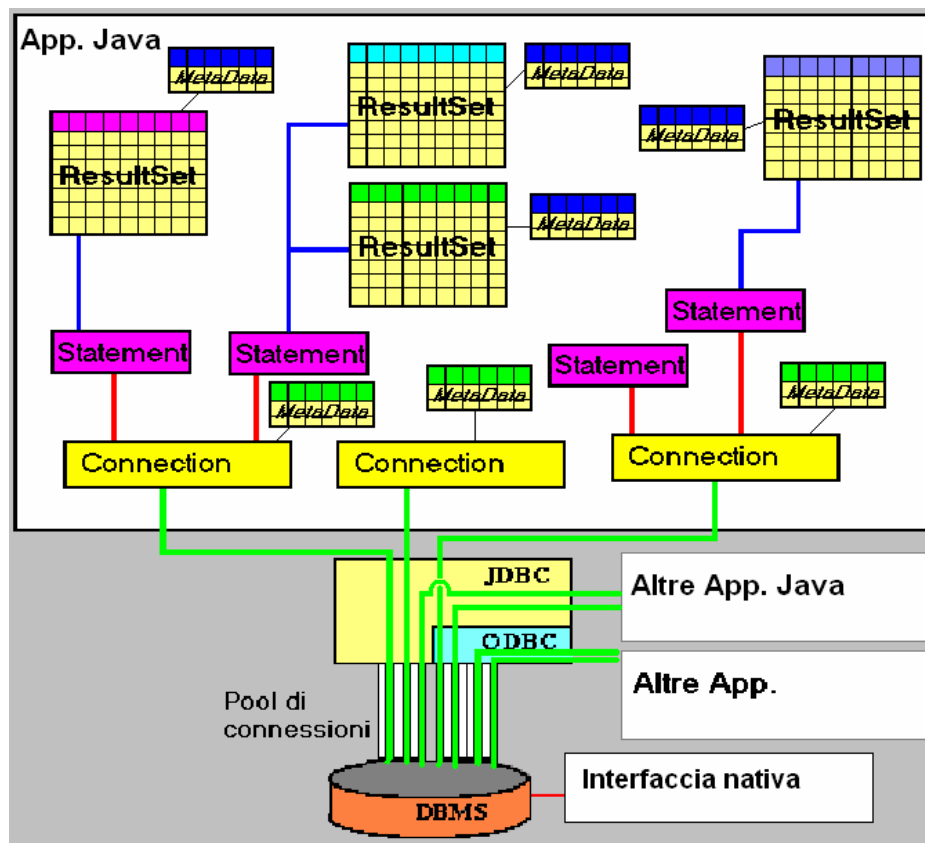 App. Java
MetaData
MetaData
ResultSet
MetaData
ResultSet
ResultSet
MetaData
ResultSet
Statement
Statement
Statement
Statement
MetaData
MetaData
MetaData
Connection
Connection
Connection
JDBC
Altre App. Java
ODBC
Altre App.
Pool di
connessioni
Interfaccia nativa
DBMS